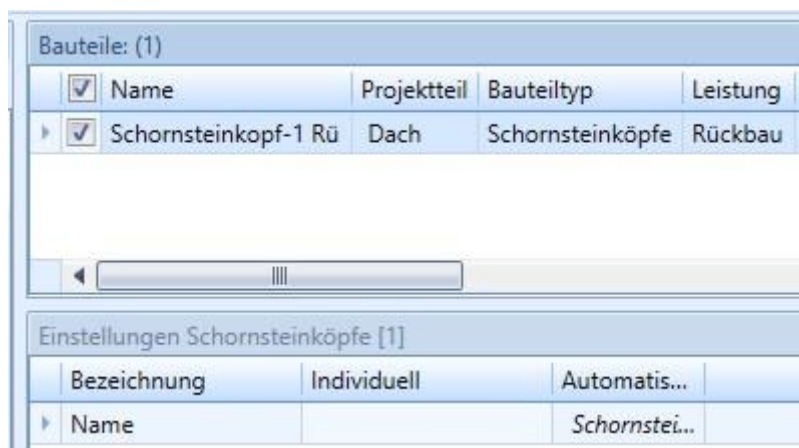 Bauteile: (1)
Name Projektteil Bauteiltyp Leistung
Schornsteinkopf-1 Rü Dach Schornsteinköpfe Rückbau
Einstellungen Schornsteinköpfe [1]
Bezeichnung Individuell Automatis...
Name Schornstei...